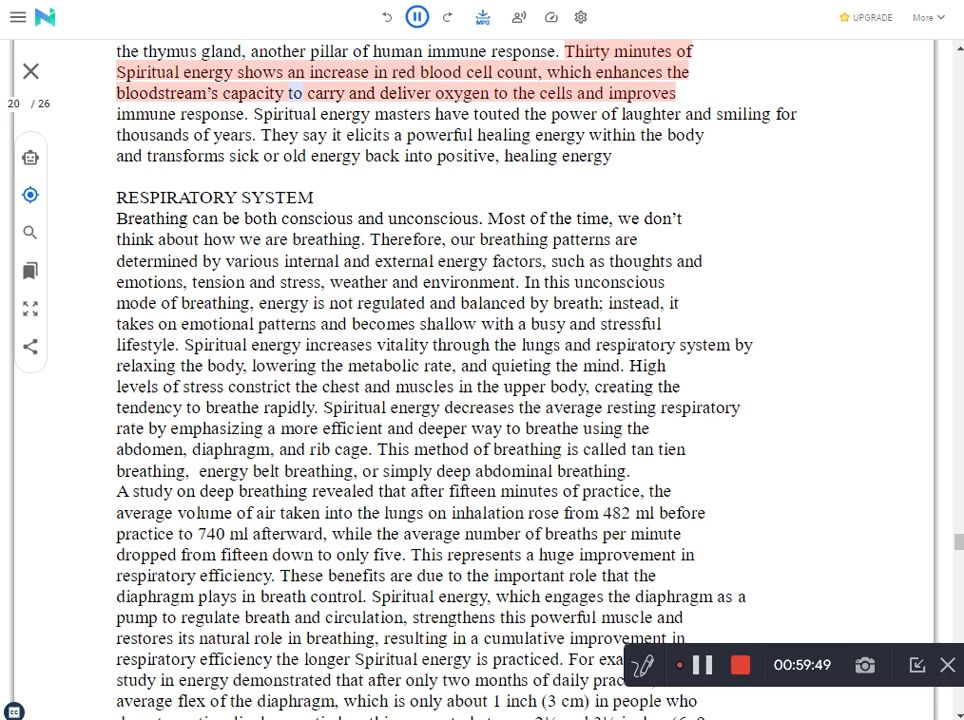 MP3
UPGRADE
More
20 / 26
the thymus gland, another pillar of human immune response. Thirty minutes of
Spiritual energy shows an increase in red blood cell count, which enhances the
bloodstream’s capacity to carry and deliver oxygen to the cells and improves
immune response. Spiritual energy masters have touted the power of laughter and smiling for
thousands of years. They say it elicits a powerful healing energy within the body
and transforms sick or old energy back into positive, healing energy
RESPIRATORY SYSTEM
Breathing can be both conscious and unconscious. Most of the time, we don’t
think about how we are breathing. Therefore, our breathing patterns are
determined by various internal and external energy factors, such as thoughts and
emotions, tension and stress, weather and environment. In this unconscious
mode of breathing, energy is not regulated and balanced by breath; instead, it
takes on emotional patterns and becomes shallow with a busy and stressful
lifestyle. Spiritual energy increases vitality through the lungs and respiratory system by
relaxing the body, lowering the metabolic rate, and quieting the mind. High
levels of stress constrict the chest and muscles in the upper body, creating the
tendency to breathe rapidly. Spiritual energy decreases the average resting respiratory
rate by emphasizing a more efficient and deeper way to breathe using the
abdomen, diaphragm, and rib cage. This method of breathing is called tan tien
breathing,  energy belt breathing, or simply deep abdominal breathing.
A study on deep breathing revealed that after fifteen minutes of practice, the
average volume of air taken into the lungs on inhalation rose from 482 ml before
practice to 740 ml afterward, while the average number of breaths per minute
dropped from fifteen down to only five. This represents a huge improvement in
respiratory efficiency. These benefits are due to the important role that the
diaphragm plays in breath control. Spiritual energy, which engages the diaphragm as a
pump to regulate breath and circulation, strengthens this powerful muscle and
restores its natural role in breathing, resulting in a cumulative improvement in
respiratory efficiency the longer Spiritual energy is practiced. For
study in energy demonstrated that after only two months of daily
average flex of the diaphragm, which is only about 1 inch (3 cm) in people who
00:59:49